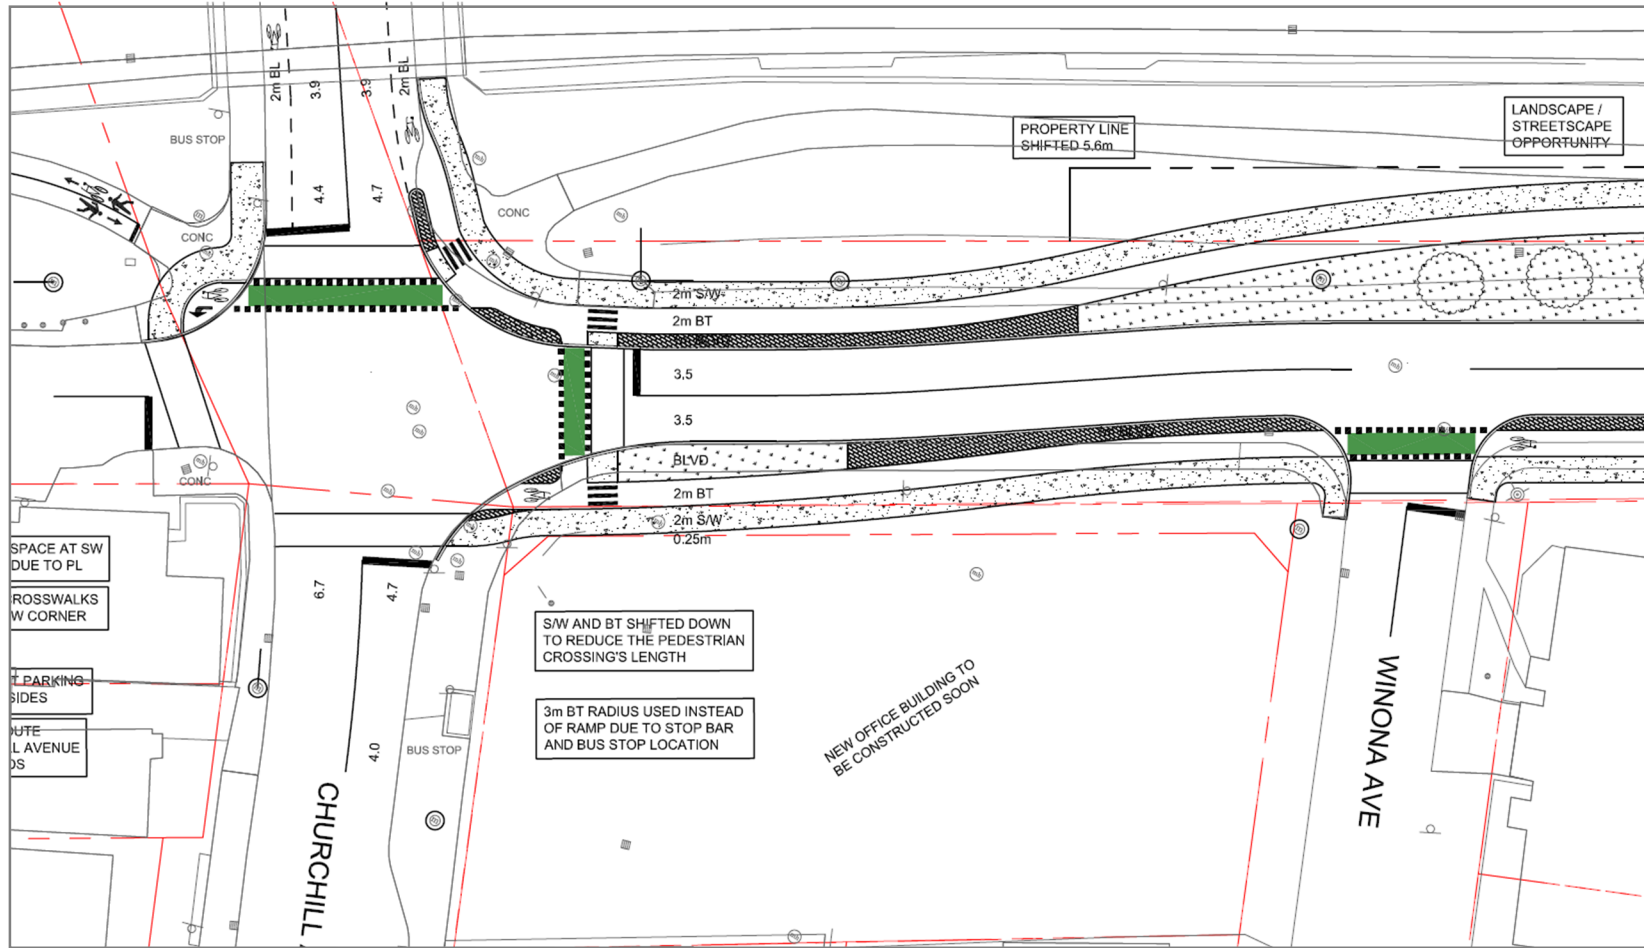 2m BL
3.9
3.9
2m BL
BUS STOP
4.4
4.7
CONC
CONC
PROPERTY LINE
SHIFTED 5.6m
LANDSCAPE /
STREETSCAPE
OPPORTUNITY
2m S/W
2m BT
3.5
3.5
BLVD
2m BT
2m S/W
0.25m
CONC
SPACE AT SW
DUE TO PL
CROSSWALKS
W CORNER
T PARKING
SIDES
L AVENUE
6.7
4.7
4.0
BUS STOP
S/W AND BT SHIFTED DOWN
TO REDUCE THE PEDESTRIAN
CROSSING'S LENGTH
3m BT RADIUS USED INSTEAD
OF RAMP DUE TO STOP BAR
AND BUS STOP LOCATION
NEW OFFICE BUILDING TO
BE CONSTRUCTED SOON
CHURCHILL
WINONA AVE